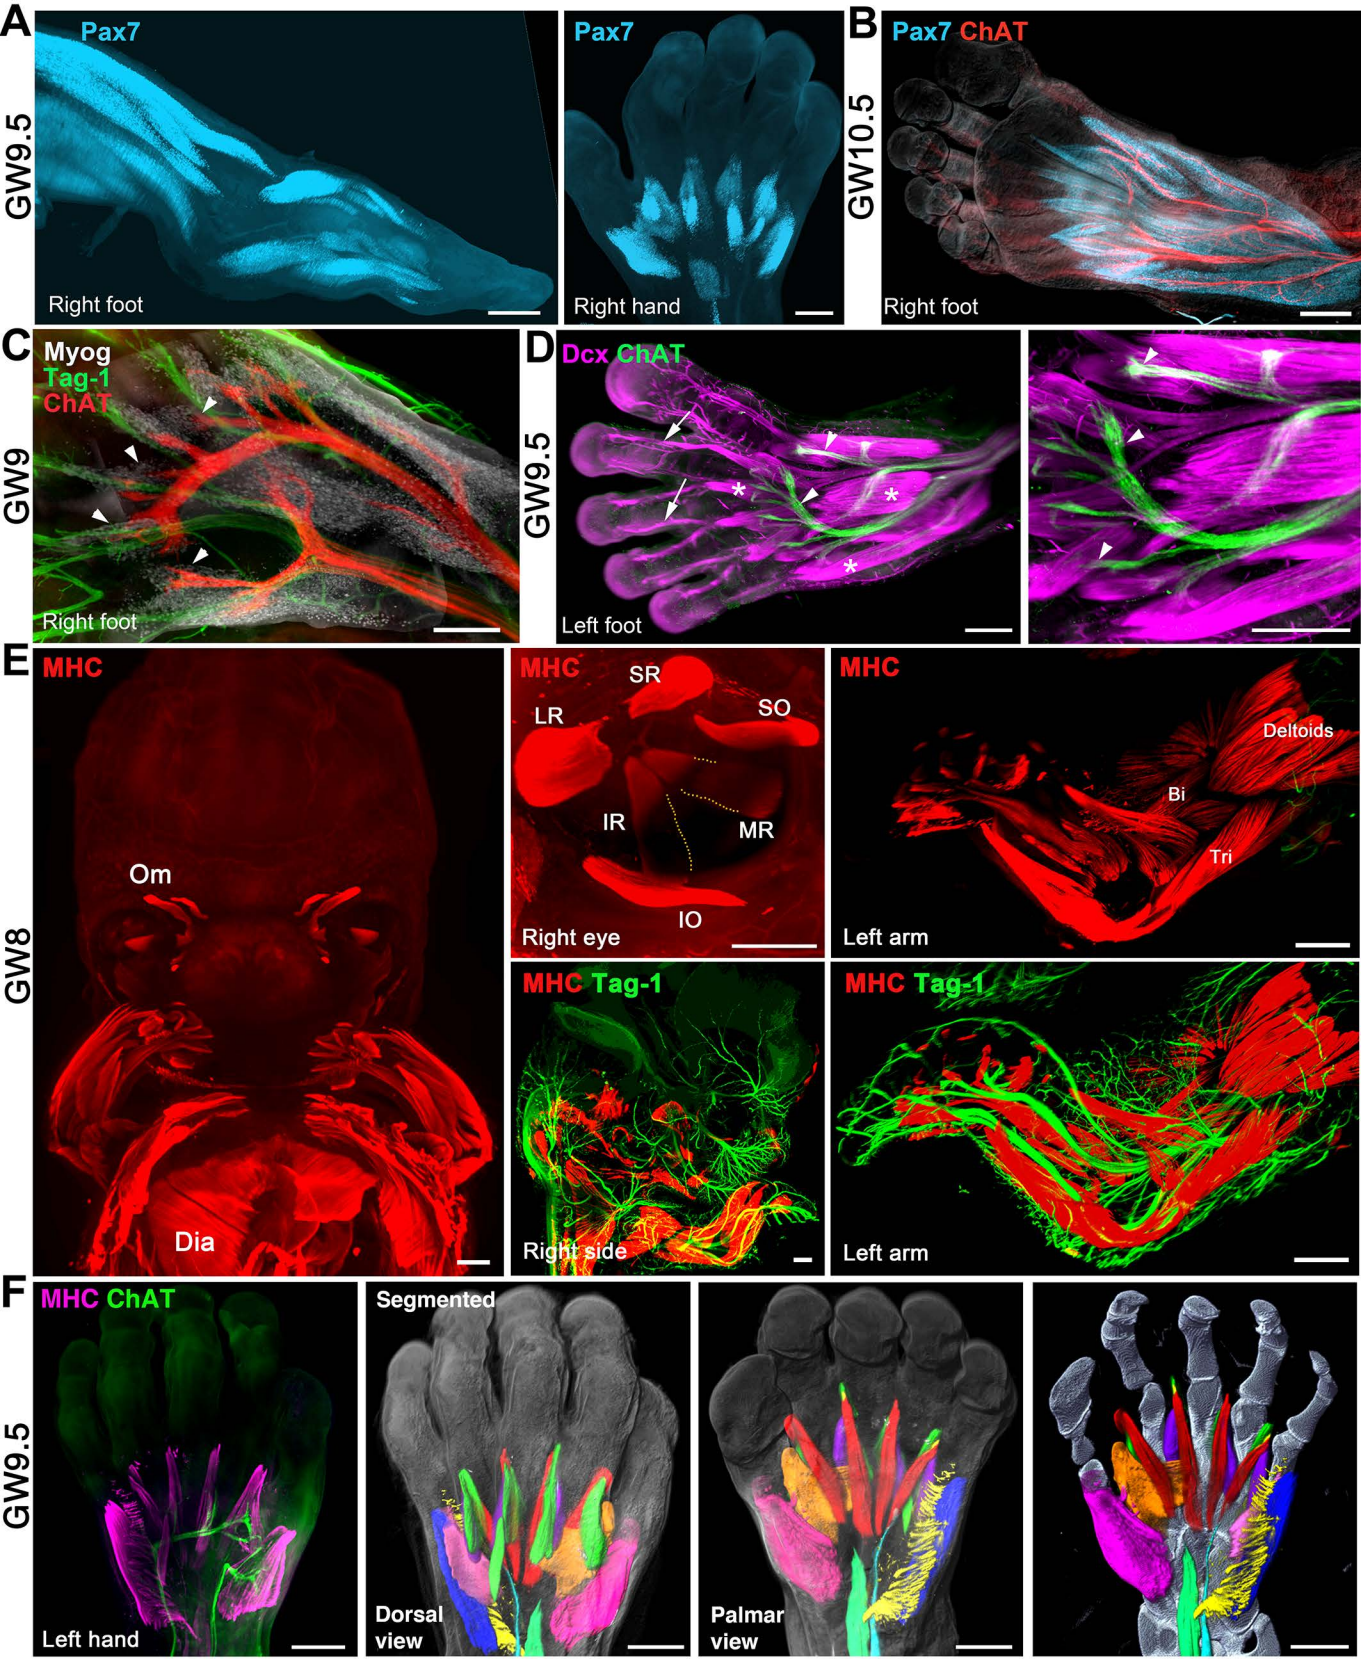 A
GW9.5
Pax7
Right foot
Pax7
Right hand
B
GW10.5
Pax7 ChAT
Right foot
C
GW9
Myog
Tag-1
ChAT
Right foot
D
GW9.5
Dcx ChAT
*
*
*
Left foot
E
GW8
MHC
Om
Dia
MHC
SR
LR
SO
IR
MR
IO
Right eye
MHC
Deltoids
Bi
Tri
Left arm
MHC Tag-1
Right side
MHC Tag-1
Left arm
F
GW9.5
MHC ChAT
Left hand
Segmented
Dorsal
view
Palmar
view